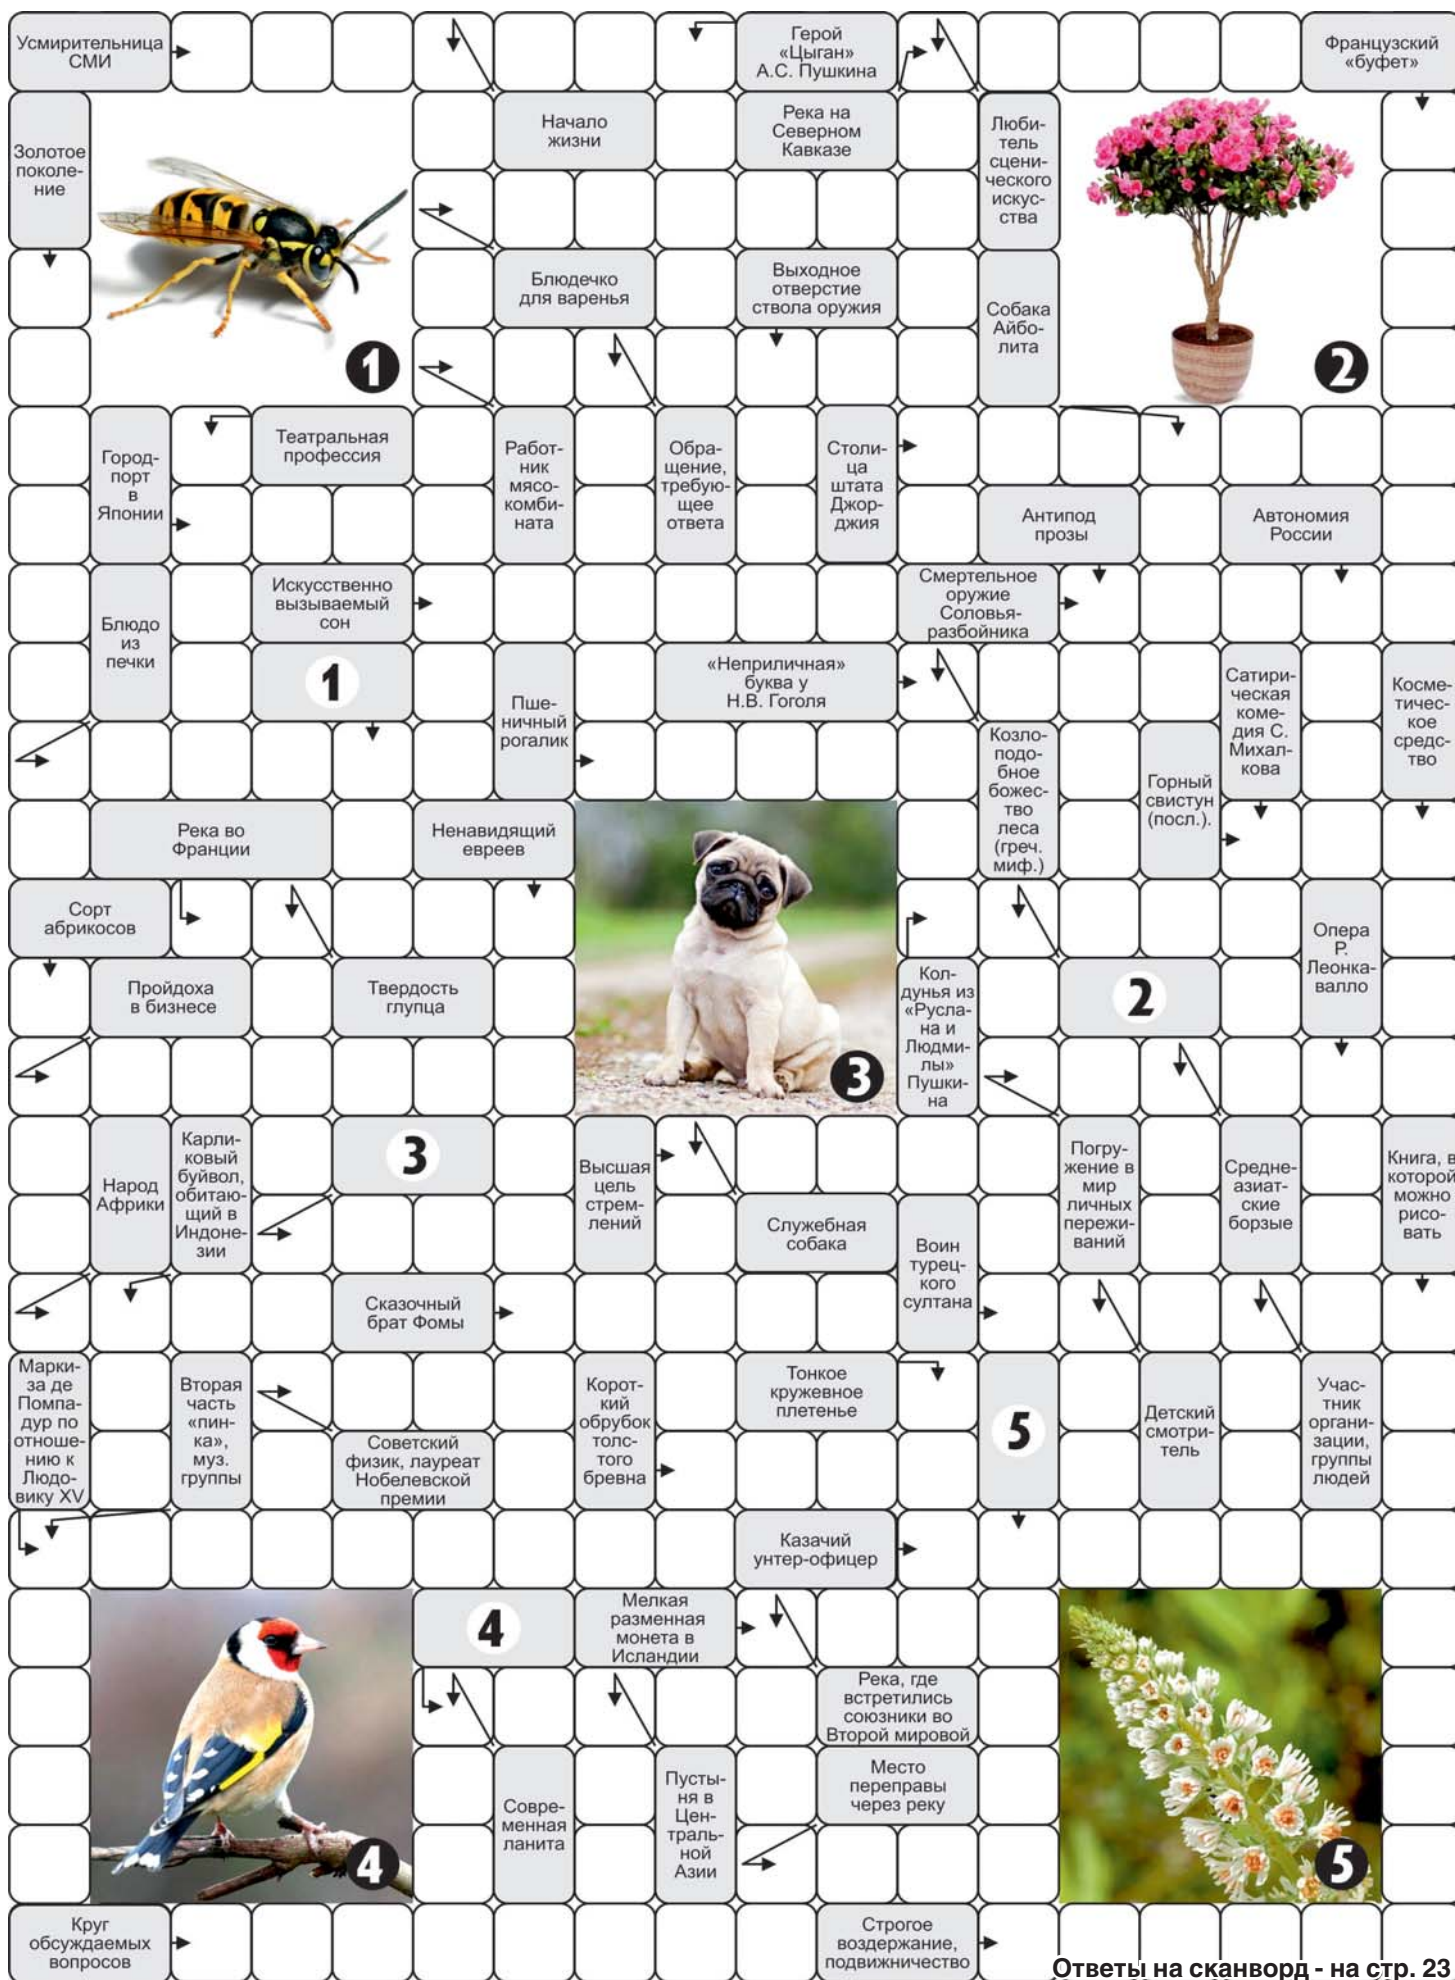 Усмирительница
СМИ
Герой
«Цыган»
А.С. Пушкина
Французский
«буфет»
Золотое
поколе-
ние
Начало
жизни
Река на
Северном
Кавказе
Люби-
тель
сцени-
ческого
искус-
ства
Блюдечко
для варенья
Выходное
отверстие
ствола оружия
Собака
Айбо-
лита
1
2
Город-
порт
в
Японии
Театральная
профессия
Работ-
ник
мясо-
комби-
ната
Обра-
щение,
требую-
щее
ответа
Столи-
ца
штата
Джор-
джия
Антипод
прозы
Автономия
России
Блюдо
из
печки
Искусственно
вызываемый
сон
Смертельное
оружие
Соловья-
разбойника
1
Пше-
ничный
рогалик
«Неприличная»
буква у
Н.В. Гоголя
Сатири-
ческая
коме-
дия С.
Михал-
кова
Косме-
тичес-
кое
средс-
тво
Козло-
подо-
бное
божес-
тво
леса
(греч.
миф.)
Горный
свистун
(посл.).
Река во
Франции
Ненавидящий
евреев
Сорт
абрикосов
Опера
Р.
Леонка-
валло
Пройдоха
в бизнесе
Твердость
глупца
3
Кол-
дунья из
«Русла-
на и
Людми-
лы»
Пушки-
на
2
Народ
Африки
Карли-
ковый
буйвол,
обитаю-
щий в
Индоне-
зии
3
Высшая
цель
стрем-
лений
Служебная
собака
Погру-
жение в
мир
личных
пережи-
ваний
Средне-
азиат-
ские
борзые
Книга, в
которой
можно
рисо-
вать
Воин
турец-
кого
султана
Сказочный
брат Фомы
Марки-
за де
Помпа-
дур по
отноше-
нию к
Людо-
вику XV
Вторая
часть
«пин-
ка»,
муз.
группы
Советский
физик, лауреат
Нобелевской
премии
Корот-
кий
обрубок
толс-
того
бревна
Тонкое
кружевное
плетенье
5
Детский
смотри-
тель
Учас-
тник
органи-
зации,
группы
людей
Казачий
унтер-офицер
4
Мелкая
разменная
монета в
Исландии
Река, где
встретились
союзники во
Второй мировой
Совре-
менная
ланита
Пусты-
ня в
Цен-
траль-
ной
Азии
Место
переправы
через реку
4
5
Круг
обсуждаемых
вопросов
Строгое
воздержание,
подвижничество
Ответы на сканворд - на стр. 23